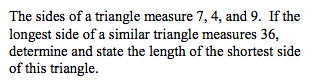 The sides of a triangle measure 7, 4, and 9.  If the
longest side of a similar triangle measures 36,
determine and state the length of the shortest side
of this triangle.